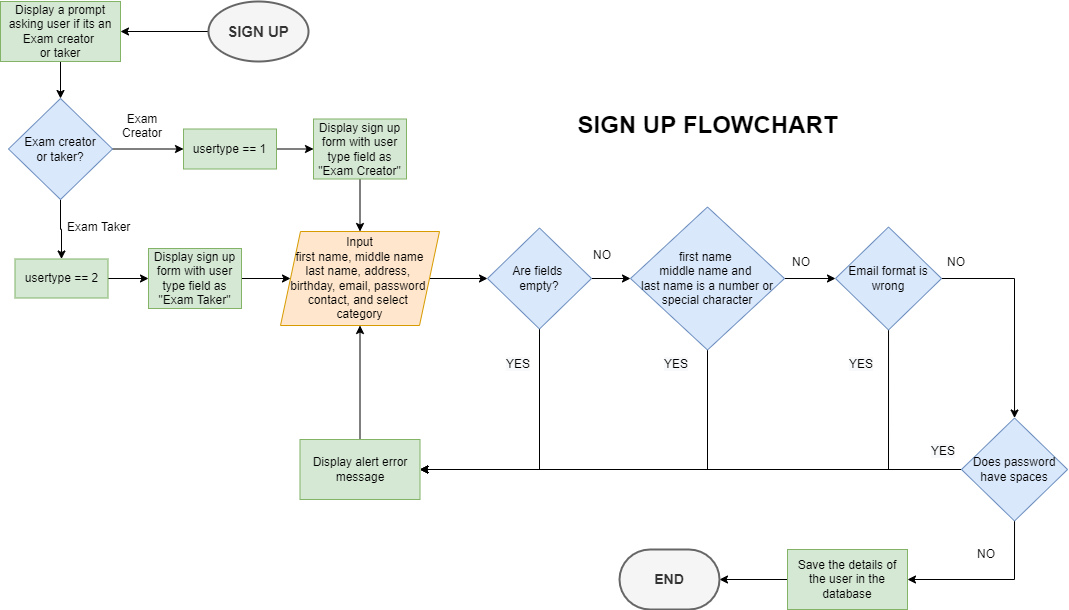 Display a prompt
asking user if its an
Exam creator
or taker
SIGN UP
Exam creator
or taker?
Exam
Creator
usertype == 1
Display sign up
form with user
type field as
"Exam Creator"
SIGN UP FLOWCHART
Exam Taker
usertype == 2
Display sign up
form with user
type field as
"Exam Taker"
Input
first name, middle name
last name, address,
birthday, email, password
contact, and select
category
Are fields
empty?
NO
first name
middle name and
last name is a number or
special character
NO
Email format is
wrong
NO
YES
YES
YES
Display alert error
message
YES
Does password
have spaces
NO
Save the details of
the user in the
database
END